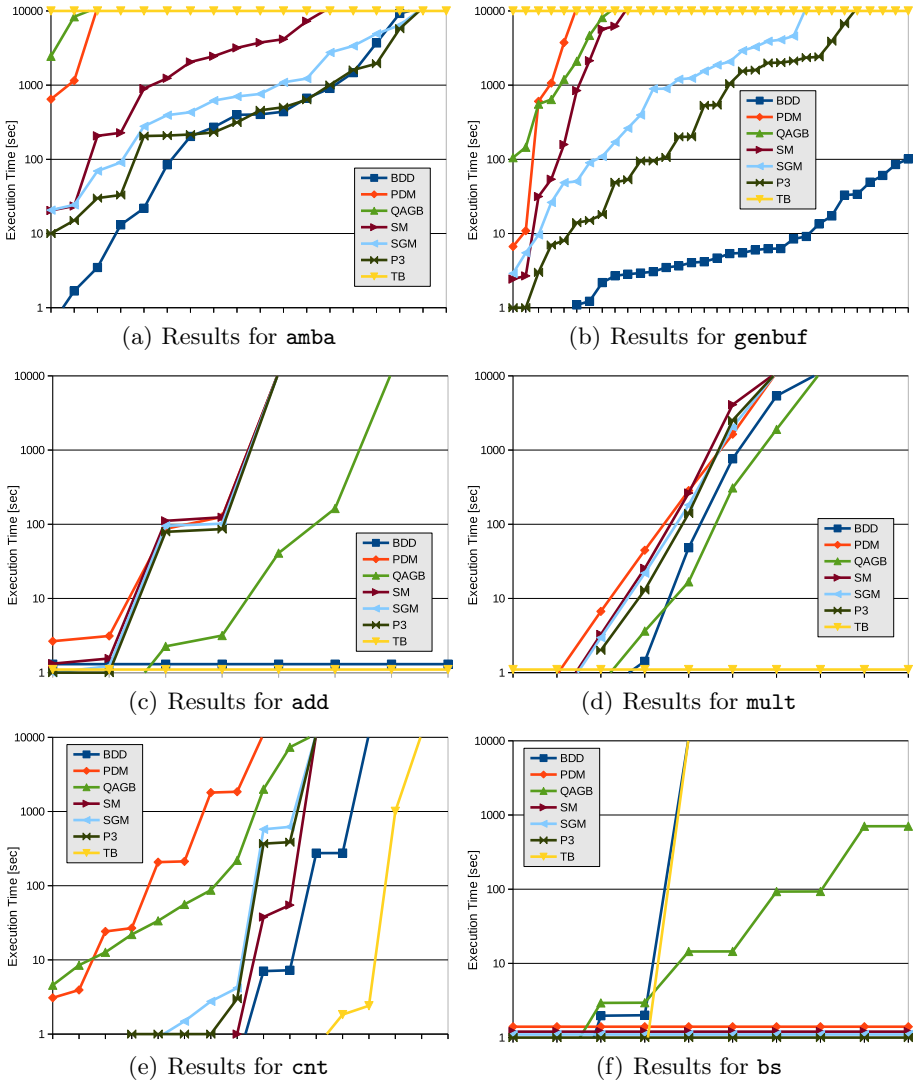 10000
1000
100
10
1
Execution Time [sec]
BDD
PDM
QAGB
SM
SGM
P3
TB
(a) Results for amba
10000
1000
100
10
1
Execution Time [sec]
BDD
PDM
QAGB
SM
SGM
P3
TB
(b) Results for genbuf
10000
1000
100
10
1
Execution Time [sec]
BDD
PDM
QAGB
SM
SGM
P3
TB
(c) Results for add
10000
1000
100
10
1
Execution Time [sec]
BDD
PDM
QAGB
SM
SGM
P3
TB
(d) Results for mult
10000
1000
100
10
1
Execution Time [sec]
BDD
PDM
QAGB
SM
SGM
P3
TB
(e) Results for cnt
10000
1000
100
10
1
Execution Time [sec]
BDD
PDM
QAGB
SM
SGM
P3
TB
(f) Results for bs